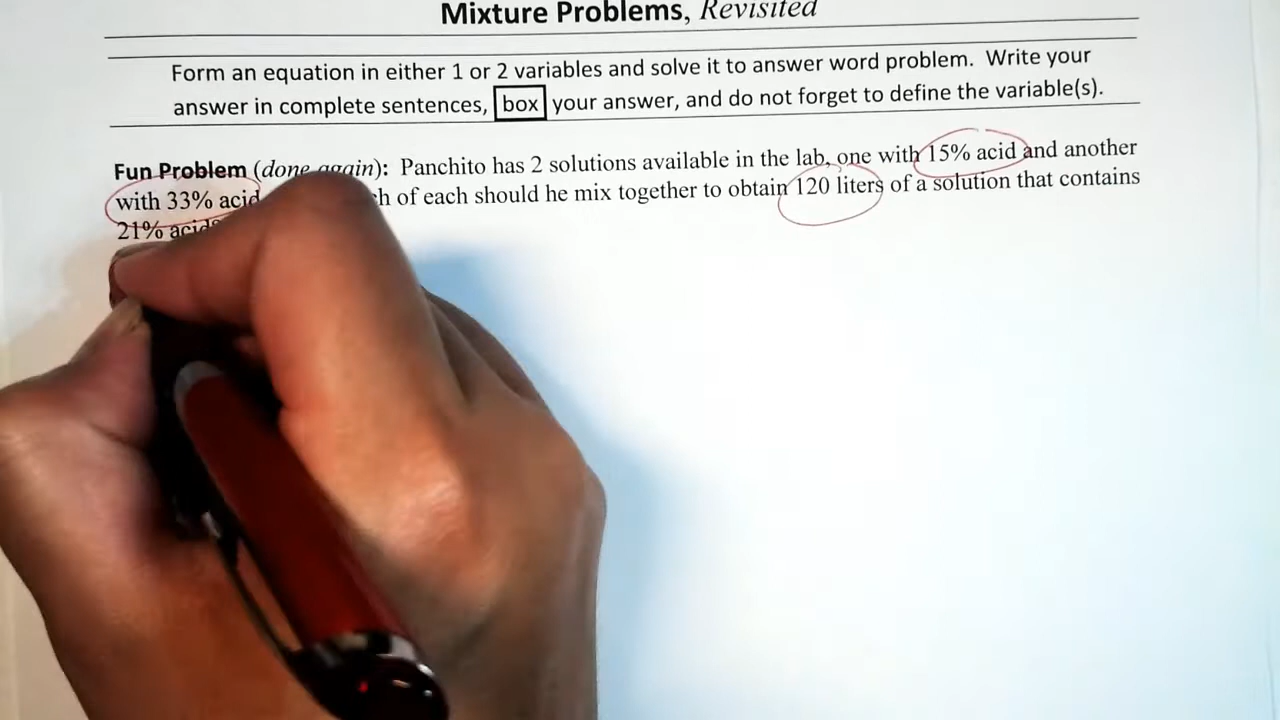 Mixture Problems, Revisited
Form an equation in either 1 or 2 variables and solve it to answer word problem. Write your
answer in complete sentences, box your answer, and do not forget to define the variable(s).
Fun Problem (done again): Panchito has 2 solutions available in the lab, one with 15% acid and another
with 33% acid of each should he mix together to obtain 120 liters of a solution that contains
21% acid